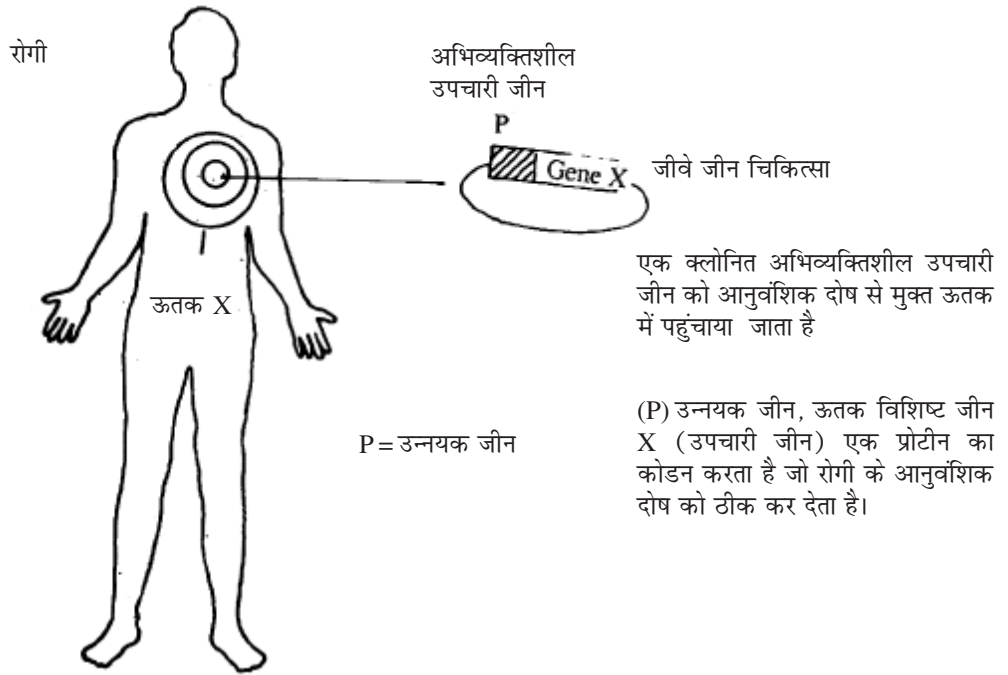 रोगी
अभिव्यक्तिशील
उपचारी जीन
P
Gene X
जीवे जीन चिकित्सा
एक क्लोनित अभिव्यक्तिशील उपचारी
जीन को आनुवंशिक दोष से मुक्त ऊतक
में पहुंचाया जाता है
ऊतक X
P = उन्नयक जीन
(P) उन्नयक जीन, ऊतक विशिष्ट जीन
X (उपचारी जीन) एक प्रोटीन का
कोडन करता है जो रोगी के आनुवंशिक
दोष को ठीक कर देता है।